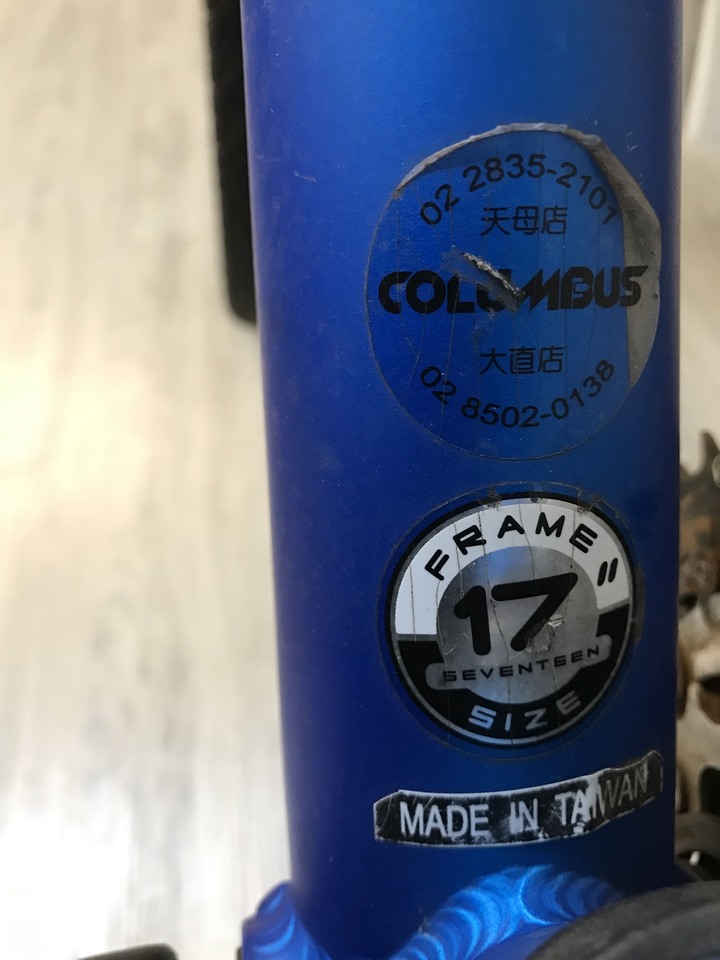 02 2835-2101
天母店
COLUMBUS
大直店
02 8502-0138
FRAME
17"
SEVENTEEN
SIZE
MADE IN TAIWAN